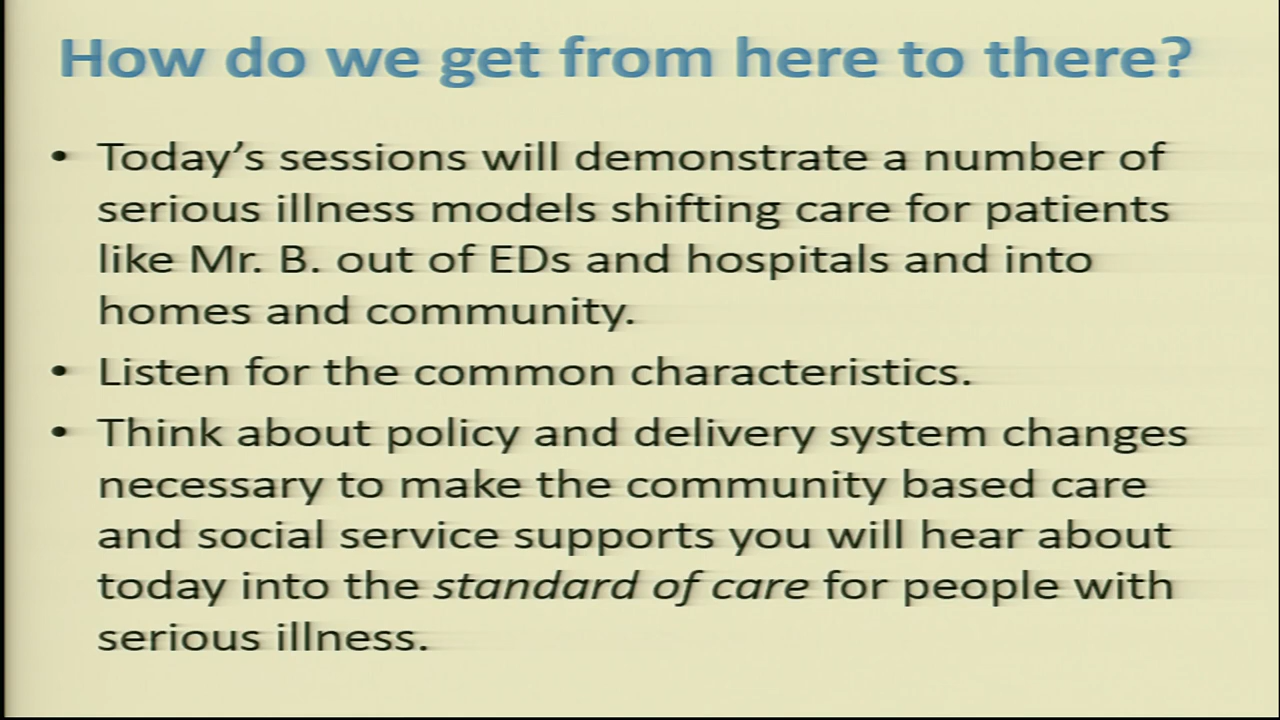 How do we get from here to there?
• Today's sessions will demonstrate a number of
serious illness models shifting care for patients
like Mr. B. out of EDs and hospitals and into
homes and community.
• Listen for the common characteristics.
• Think about policy and delivery system changes
necessary to make the community based care
and social service supports you will hear about
today into the standard of care for people with
serious illness.